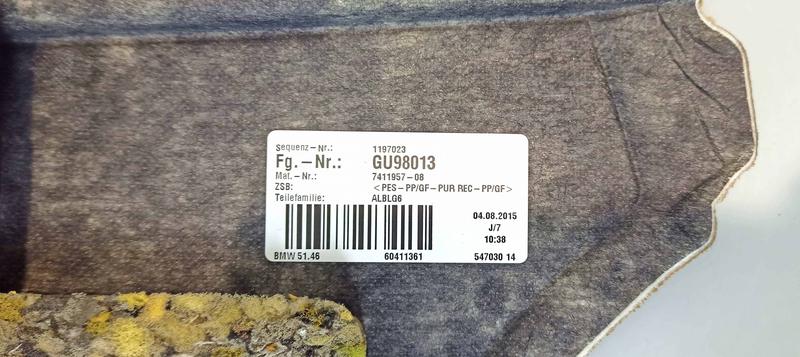 Sequenz-Nr.: 1197023
Fg.-Nr.: GU98013
Mat.-Nr.: 7411957-08
ZSB: <PES-PP/GF-PUR REC-PP/GF>
Teilefamilie: ALBLG6
04.08.2015
J/7
10:38
BMW 51.46 60411361 547030 14